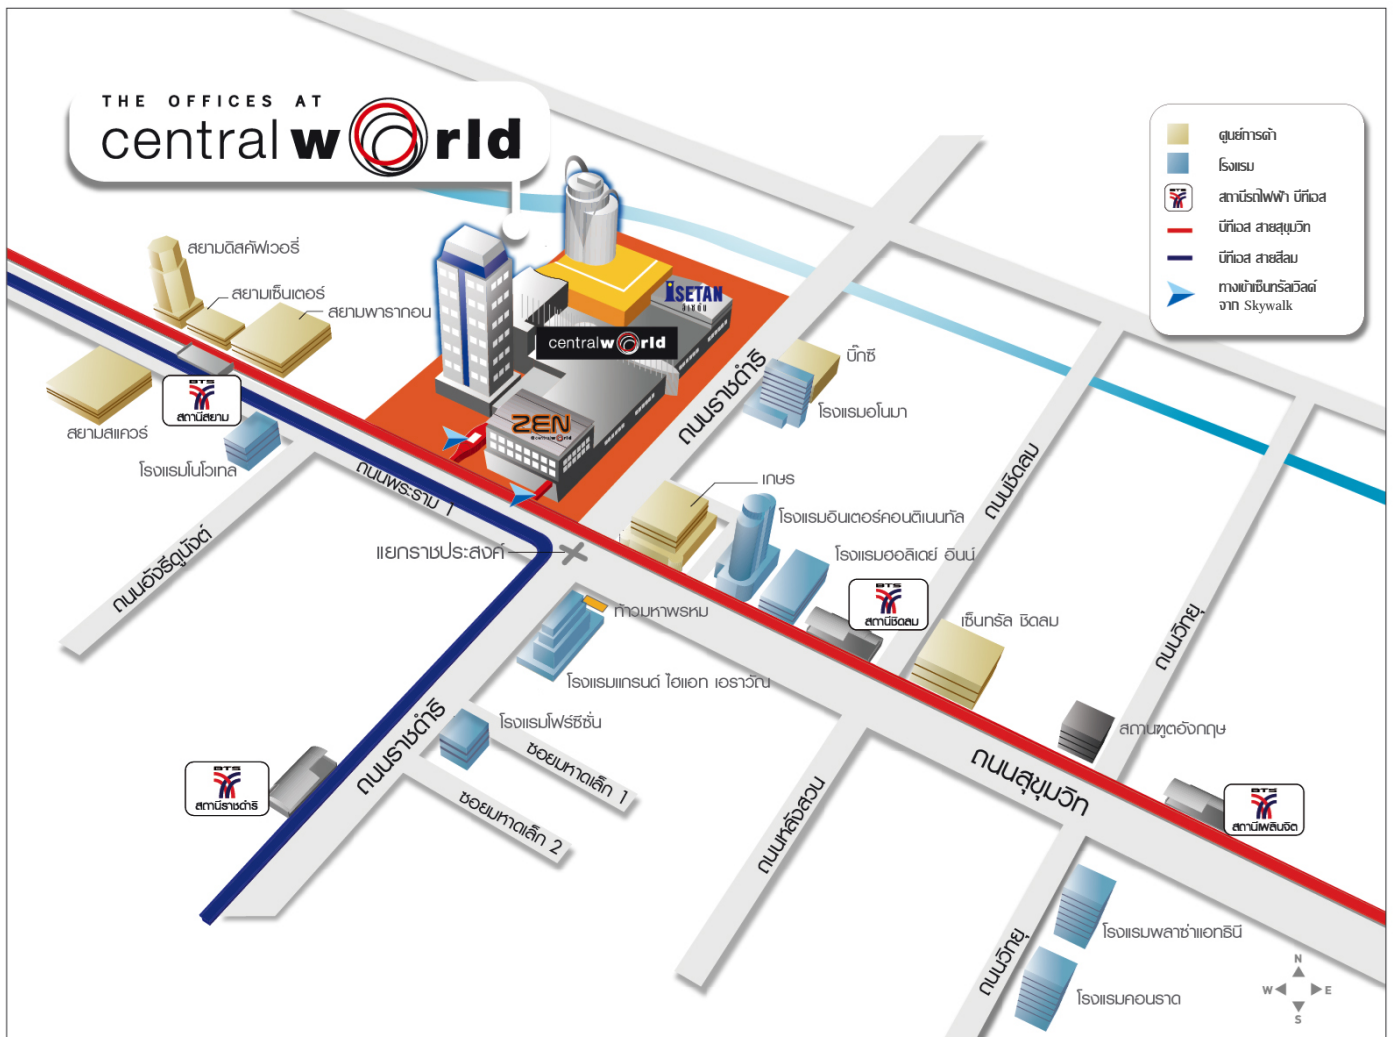 THE OFFICES AT
central world
ศูนย์การค้า
โรงแรม
สถานีรถไฟฟ้า บีทีเอส
บีทีเอส สายสุขุมวิท
บีทีเอส สายสีลม
ทางเข้าเซ็นทรัลเวิลด์
จาก Skywalk
สยามดิสคัฟเวอรี่
สยามเซ็นเตอร์
สยามพารากอน
สยามสแควร์
BTS
สถานีสยาม
โรงแรมโนโวเทล
ถนนพระราม 1
ถนนอังรีดูนังต์
ISETAN
อิเซตัน
central world
ZEN
centralworld
ถนนราชดำริ
บิ๊กซี
โรงแรมอโนมา
ถนนชิดลม
เกษร
โรงแรมอินเตอร์คอนติเนนทัล
โรงแรมฮอลิเดย์ อินน์
แยกราชประสงค์
ท้าวมหาพรหม
BTS
สถานีชิดลม
เซ็นทรัล ชิดลม
ถนนวิทยุ
โรงแรมแกรนด์ ไฮแอท เอราวัณ
โรงแรมโฟร์ซีซั่น
ถนนราชดำริ
ซอยมหาดเล็ก 1
ซอยมหาดเล็ก 2
BTS
สถานีราชดำริ
สถานฑูตอังกฤษ
ถนนสุขุมวิท
ถนนหลังสวน
BTS
สถานีเพลินจิต
โรงแรมพลาซ่าแอทธินี
ถนนวิทยุ
โรงแรมคอนราด
N
W E
S